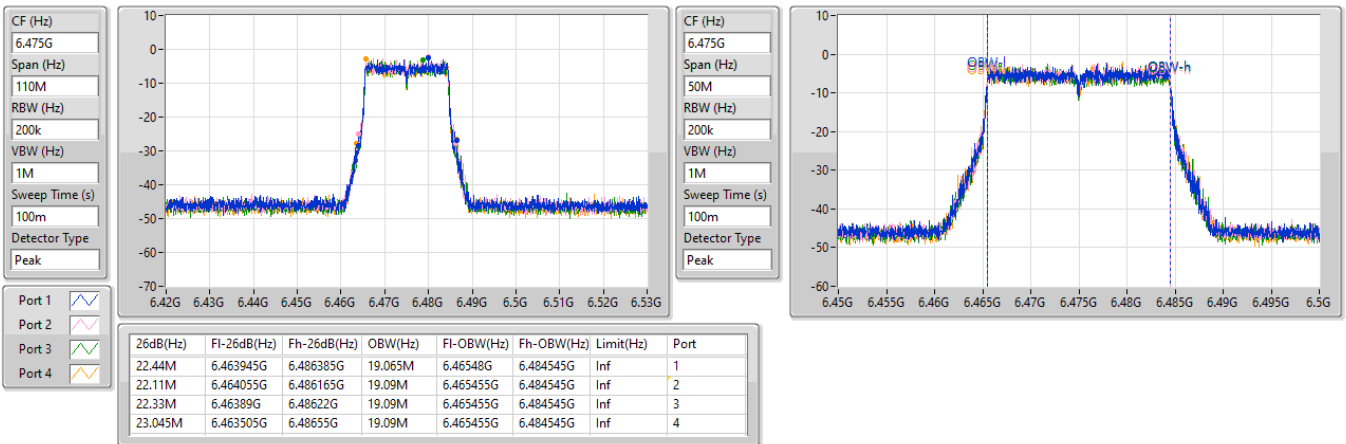 CF (Hz)
6.475G
Span (Hz)
110M
RBW (Hz)
200k
VBW (Hz)
1M
Sweep Time (s)
100m
Detector Type
Peak
10
0
-10
-20
-30
-40
-50
-60
-70
6.42G 6.43G 6.44G 6.45G 6.46G 6.47G 6.48G 6.49G 6.5G 6.51G 6.52G 6.53G
CF (Hz)
6.475G
Span (Hz)
50M
RBW (Hz)
200k
VBW (Hz)
1M
Sweep Time (s)
100m
Detector Type
Peak
10
0
-10
-20
-30
-40
-50
-60
OBW-l
OBW-h
6.45G 6.455G 6.46G 6.465G 6.47G 6.475G 6.48G 6.485G 6.49G 6.495G 6.5G
Port 1
Port 2
Port 3
Port 4
26dB(Hz) Fl-26dB(Hz) Fh-26dB(Hz) OBW(Hz) Fl-OBW(Hz) Fh-OBW(Hz) Limit(Hz) Port
22.44M 6.463945G 6.486385G 19.065M 6.46548G 6.484545G Inf 1
22.11M 6.464055G 6.486165G 19.09M 6.465455G 6.484545G Inf 2
22.33M 6.46389G 6.48622G 19.09M 6.465455G 6.484545G Inf 3
23.045M 6.463505G 6.48655G 19.09M 6.465455G 6.484545G Inf 4